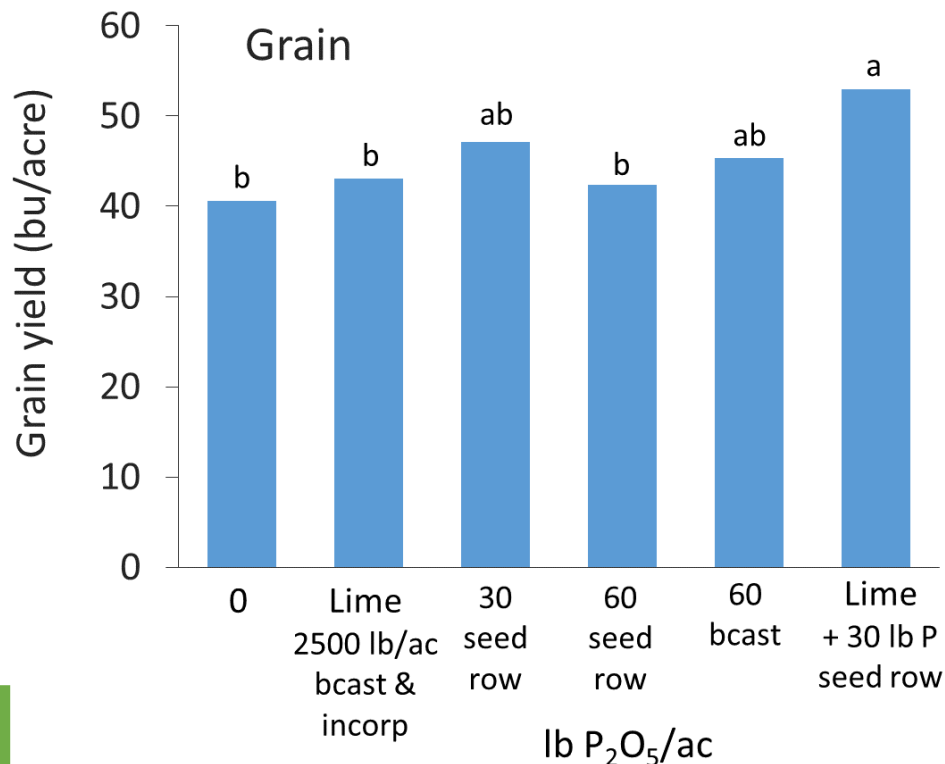 Grain
Grain yield (bu/acre)
60
50
40
30
20
10
0
b
b
ab
b
ab
a
0
Lime
2500 lb/ac
bcast &
incorp
30
seed
row
60
seed
row
60
bcast
Lime
+ 30 lb P
seed row
lb P₂O₅/ac